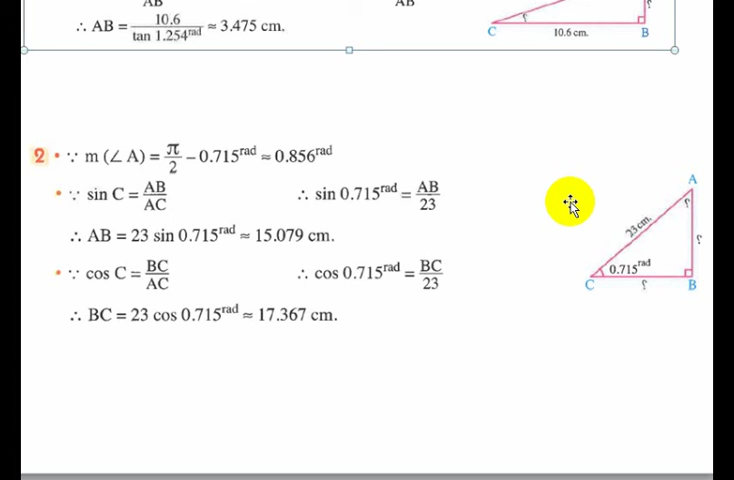 AB
AB
∴ AB = 10.6 / tan 1.254^rad ≈ 3.475 cm.
C
10.6 cm.
B
2 • ∵ m (∠ A) = π/2 − 0.715^rad ≈ 0.856^rad
• ∵ sin C = AB/AC ∴ sin 0.715^rad = AB/23
∴ AB = 23 sin 0.715^rad ≈ 15.079 cm.
• ∵ cos C = BC/AC ∴ cos 0.715^rad = BC/23
∴ BC = 23 cos 0.715^rad ≈ 17.367 cm.
A
؟
23 cm.
؟
0.715^rad
C
؟
B